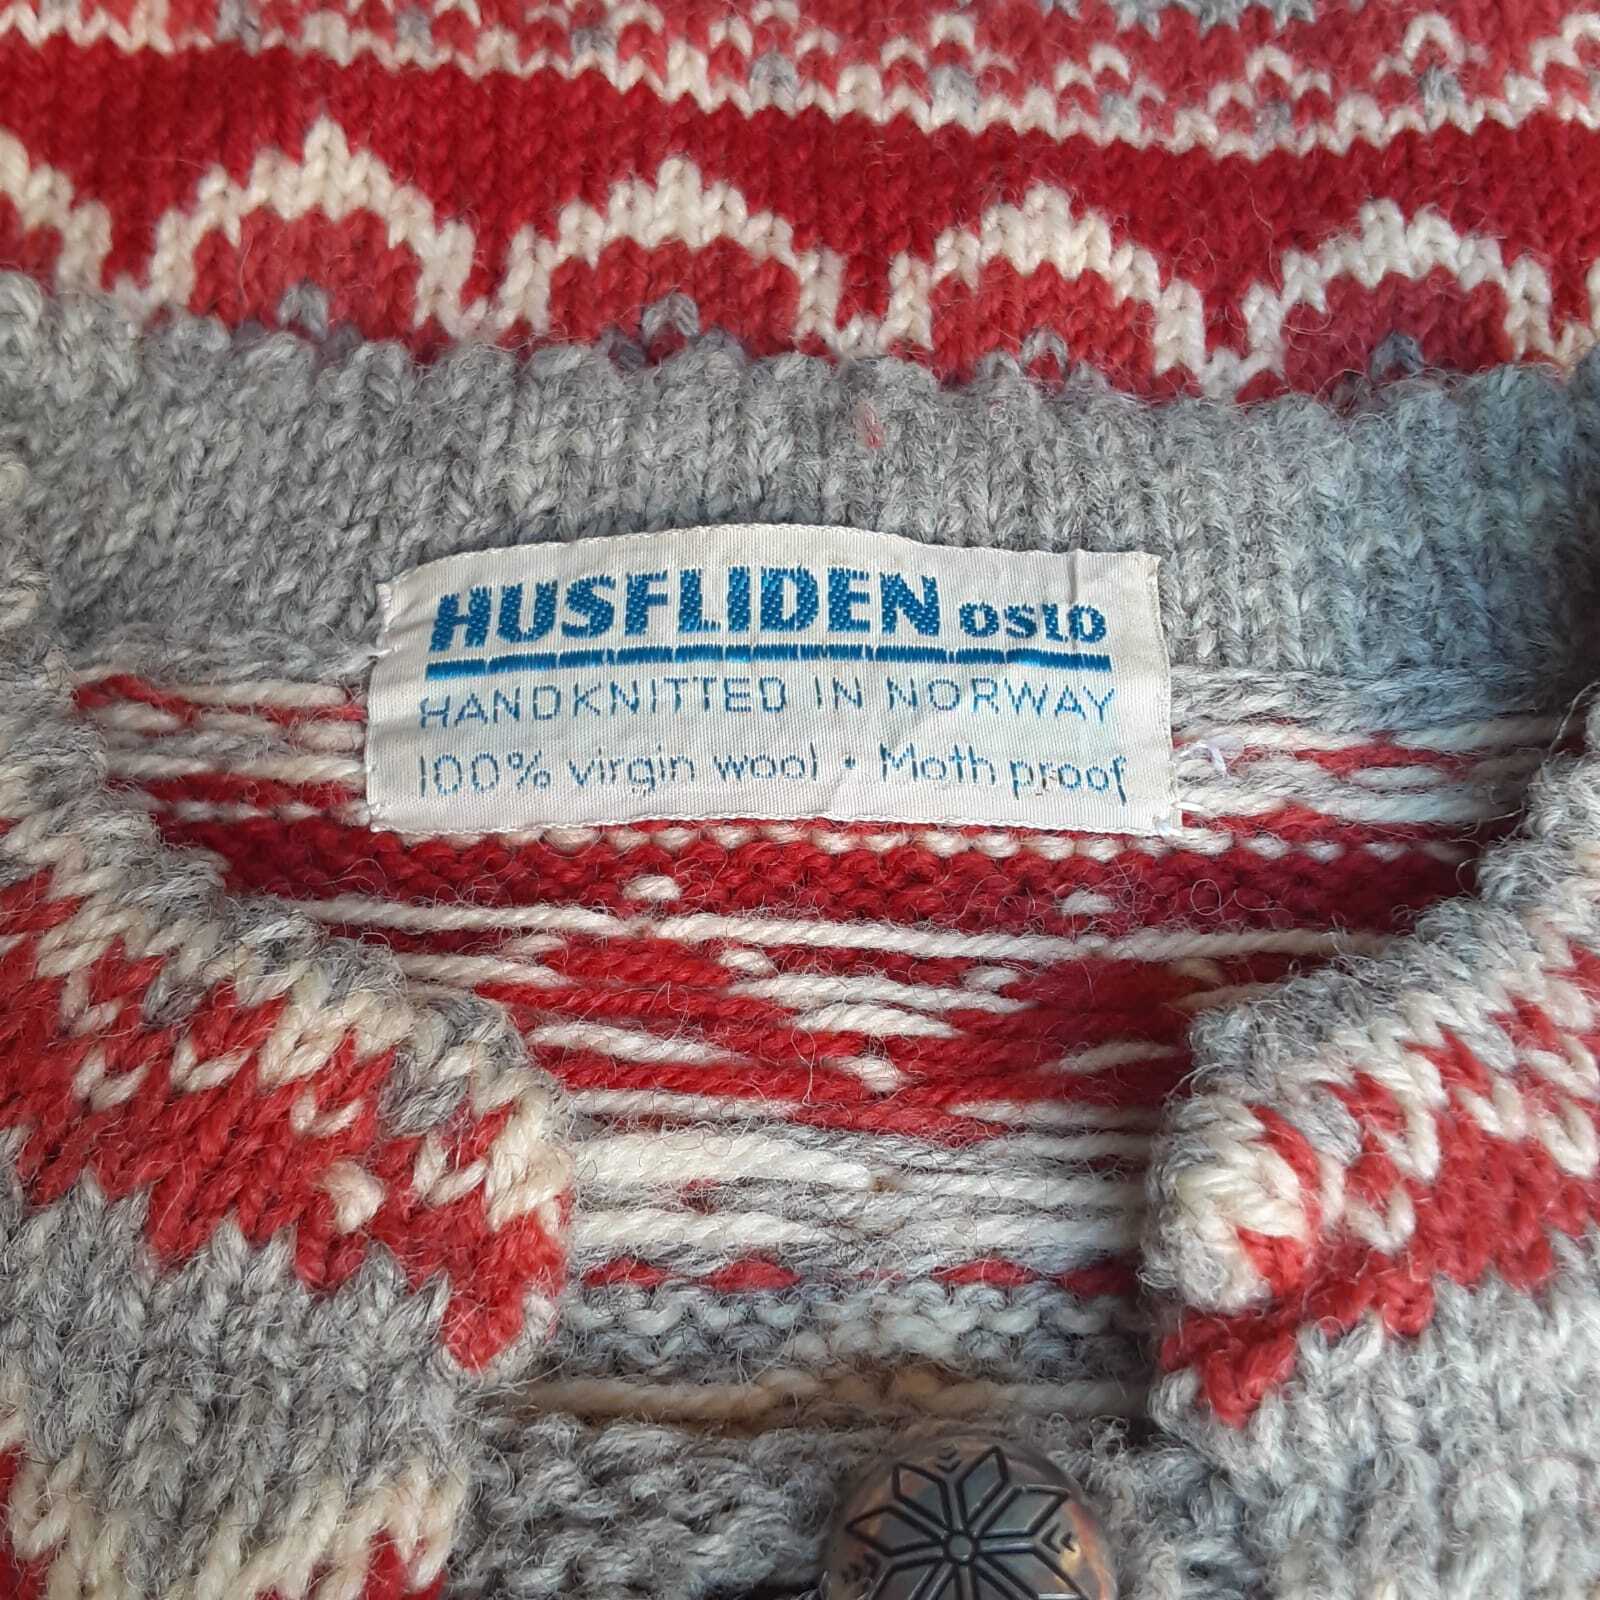 HUSFLIDEN OSLO
HANDKNITTED IN NORWAY
100% virgin wool • Moth proof